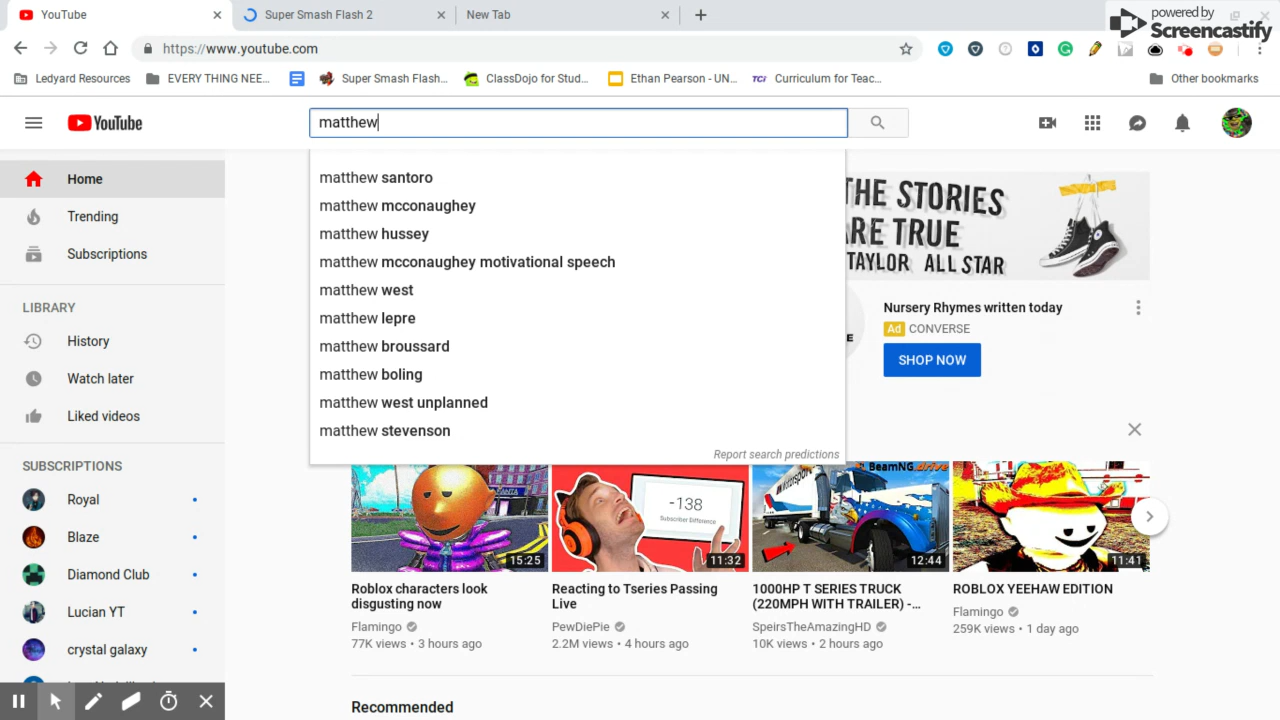 YouTube
Super Smash Flash 2
New Tab
powered by
Screencastify
https://www.youtube.com
Ledyard Resources
EVERY THING NEE...
Super Smash Flash...
ClassDojo for Stud...
Ethan Pearson - UN...
TCi
Curriculum for Teac...
Other bookmarks
YouTube
matthew
Home
Trending
Subscriptions
LIBRARY
History
Watch later
Liked videos
SUBSCRIPTIONS
Royal
Blaze
Diamond Club
Lucian YT
crystal galaxy
matthew santoro
matthew mcconaughey
matthew hussey
matthew mcconaughey motivational speech
matthew west
matthew lepre
matthew broussard
matthew boling
matthew west unplanned
matthew stevenson
Report search predictions
THE STORIES
ARE TRUE
TAYLOR ALL STAR
Nursery Rhymes written today
Ad CONVERSE
SHOP NOW
15:25
-138
Subscriber Difference
11:32
BeamNG.drive
12:44
11:41
Roblox characters look
disgusting now
Flamingo
77K views • 3 hours ago
Reacting to Tseries Passing
Live
PewDiePie
2.2M views • 4 hours ago
1000HP T SERIES TRUCK
(220MPH WITH TRAILER) -...
SpeirsTheAmazingHD
10K views • 2 hours ago
ROBLOX YEEHAW EDITION
Flamingo
259K views • 1 day ago
Recommended